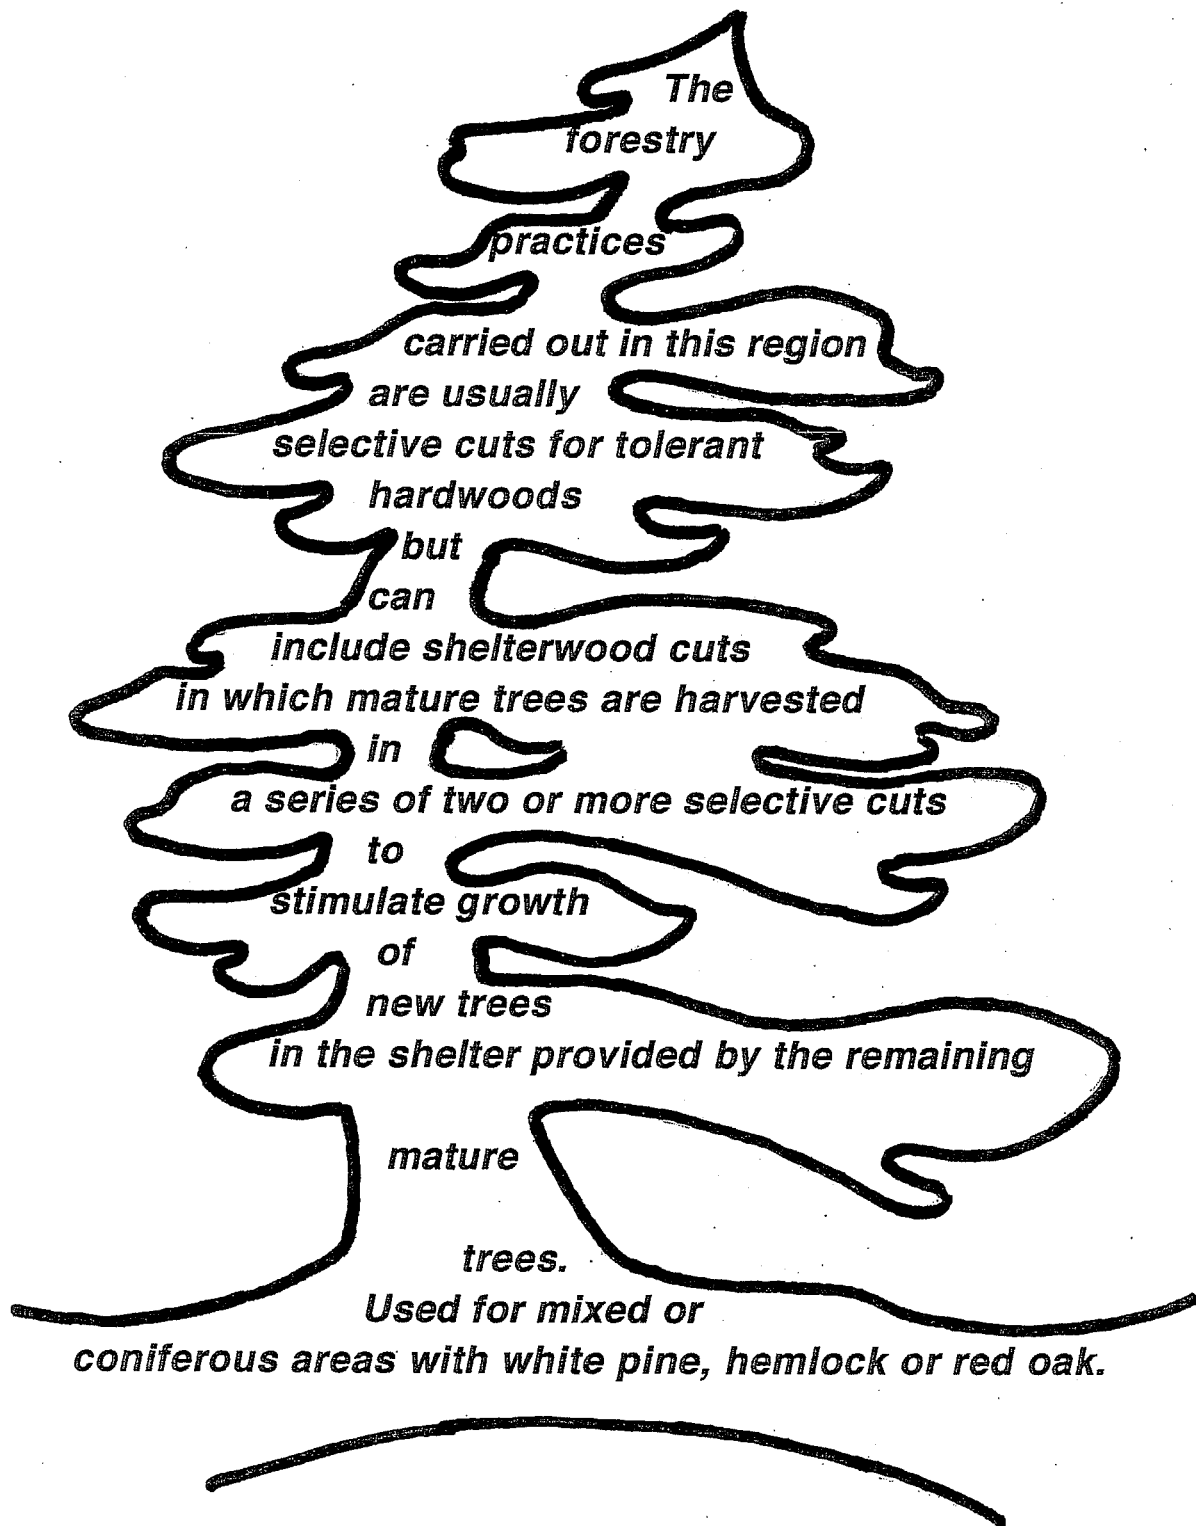 The
forestry
practices
carried out in this region
are usually
selective cuts for tolerant
hardwoods
but
can
include shelterwood cuts
in which mature trees are harvested
in
a series of two or more selective cuts
to
stimulate growth
of
new trees
in the shelter provided by the remaining
mature
trees.
Used for mixed or
coniferous areas with white pine, hemlock or red oak.